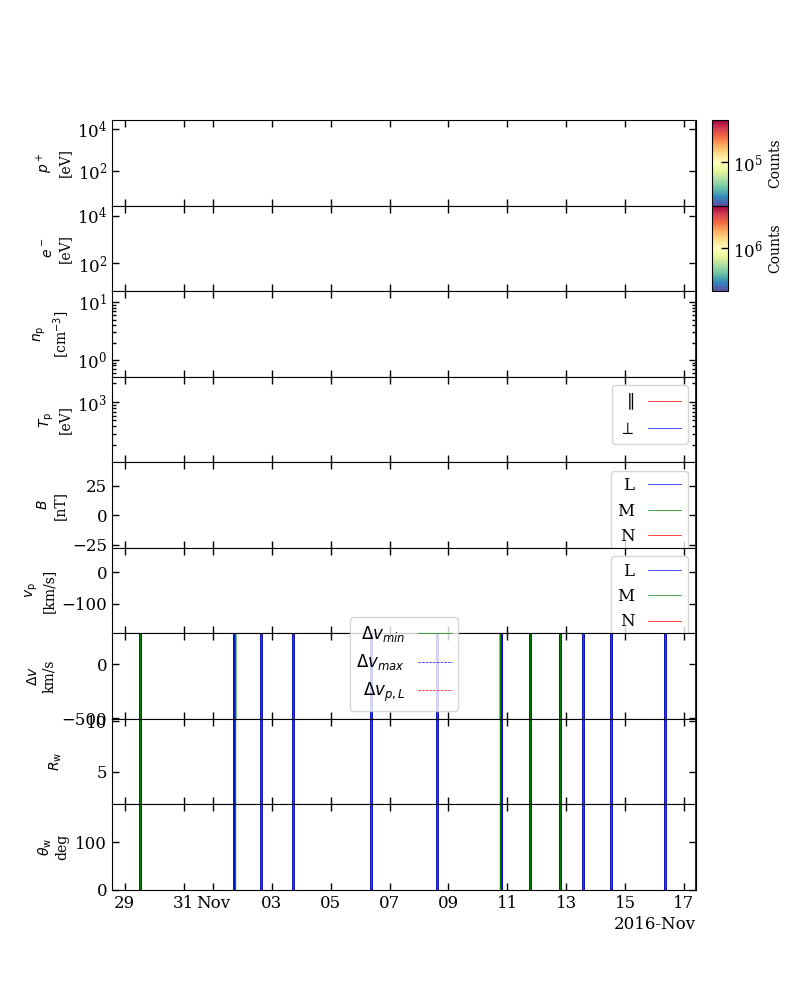 10^4
10^2
p^+
[eV]
10^5
Counts
10^4
10^2
e^-
[eV]
10^6
Counts
10^1
10^0
n_p
[cm^-3]
10^3
T_p
[eV]
∥
⊥
25
0
−25
B
[nT]
L
M
N
0
−100
v_p
[km/s]
L
M
N
0
−500
Δv
km/s
Δv_min
Δv_max
Δv_p,L
10
5
R_w
100
0
θ_w
deg
29 31 Nov 03 05 07 09 11 13 15 17
2016-Nov